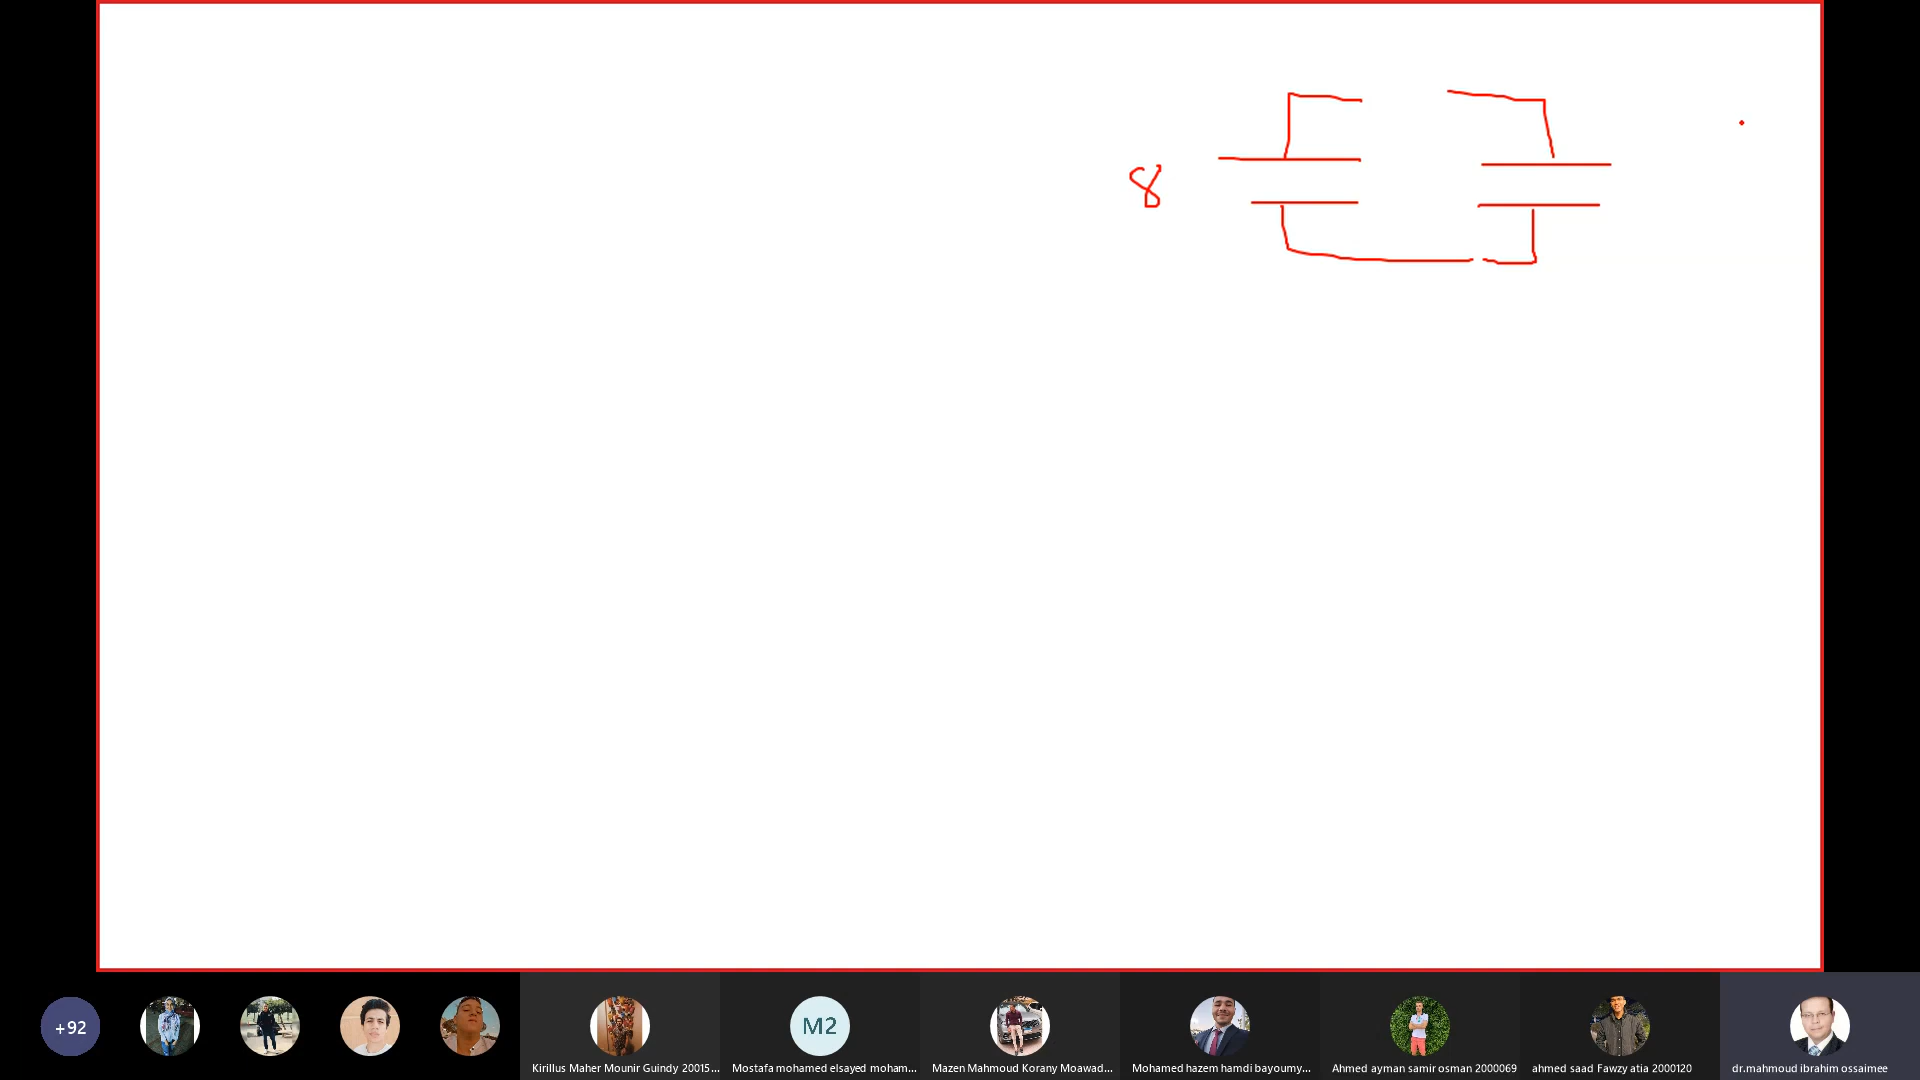 8
+92
Kirillus Maher Mounir Guindy 20015...
M2
Mostafa mohamed elsayed moham...
Mazen Mahmoud Korany Moawad...
Mohamed hazem hamdi bayoumy...
Ahmed ayman samir osman 2000069
ahmed saad Fawzy atia 2000120
dr.mahmoud ibrahim ossaimee